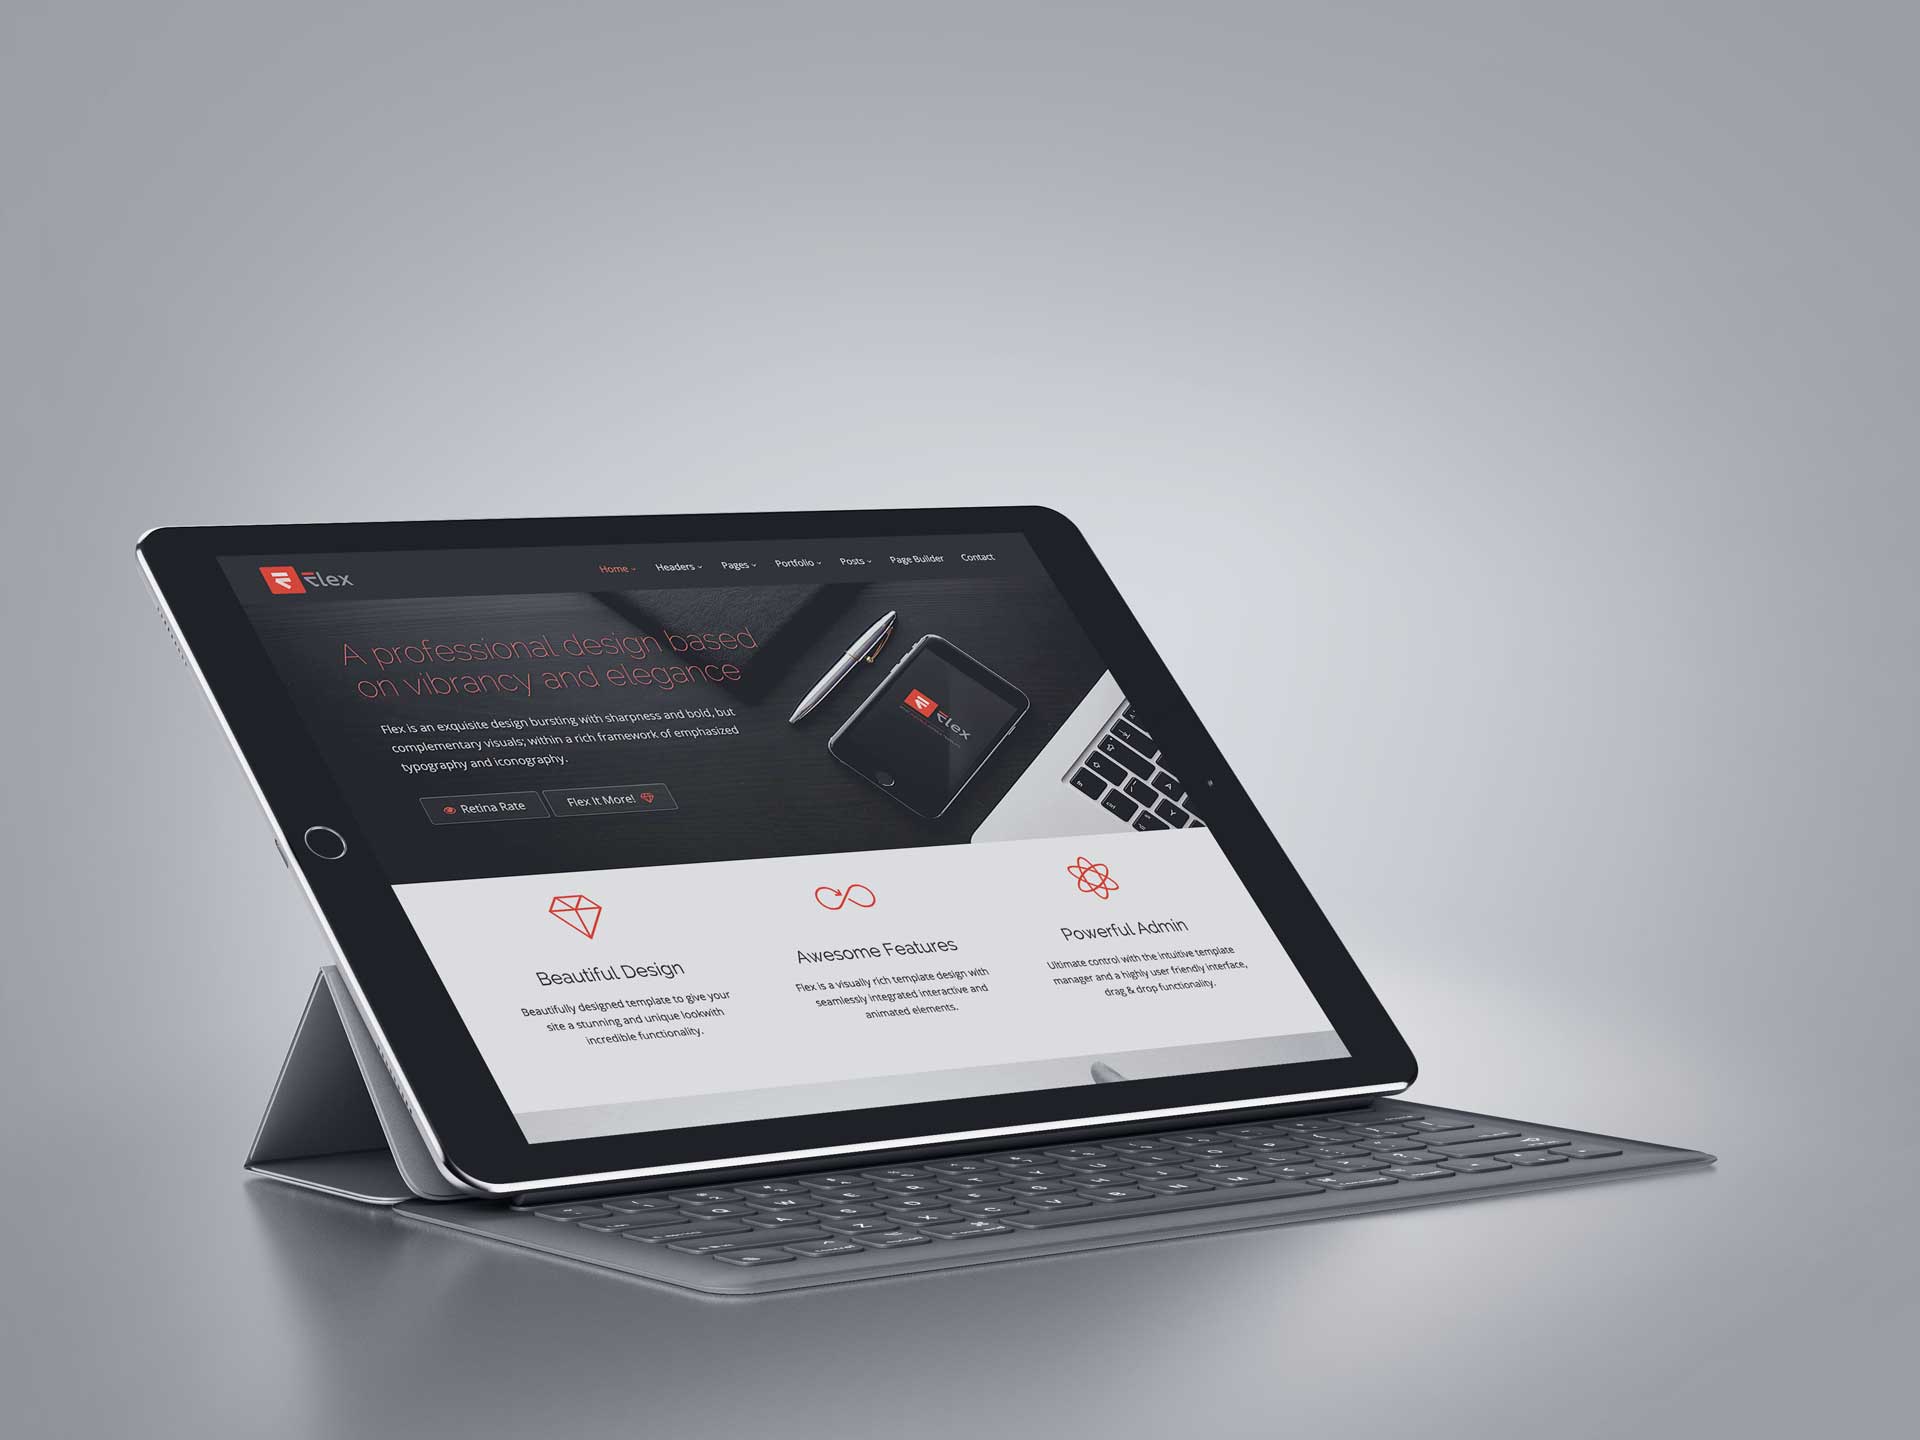 Flex
Home Headers Pages Portfolio Posts Page Builder Contact
A professional design based
on vibrancy and elegance
Flex is an exquisite design bursting with sharpness and bold, but
complementary visuals; within a rich framework of emphasized
typography and iconography.
Retina Rate Flex It More!
Flex
Beautiful Design
Beautifully designed template to give your
site a stunning and unique lookwith
incredible functionality.
Awesome Features
Flex is a visually rich template design with
seamlessly integrated interactive and
animated elements.
Powerful Admin
Ultimate control with the intuitive template
manager and a highly user friendly interface,
drag & drop functionality.
Q W E R T Y U I O P
A S D F G H J K L
Z X C V B N M